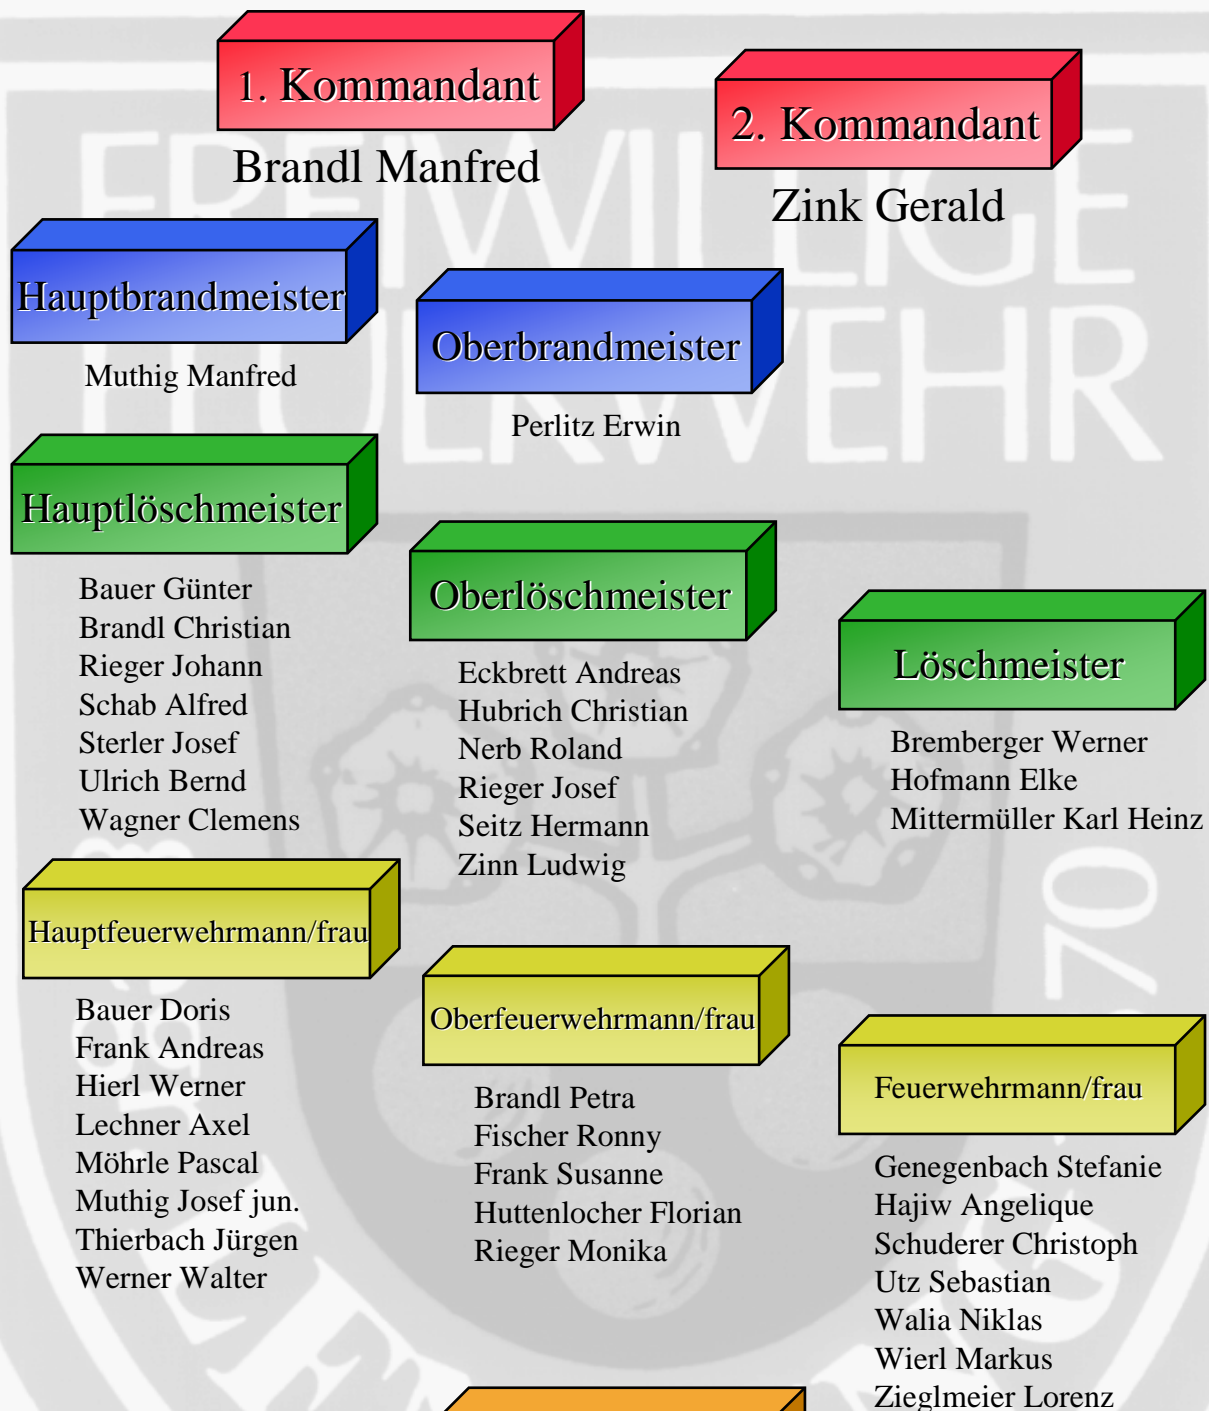 1. Kommandant
Brandl Manfred
2. Kommandant
Zink Gerald
Hauptbrandmeister
Muthig Manfred
Oberbrandmeister
Perlitz Erwin
Hauptlöschmeister
Bauer Günter
Brandl Christian
Rieger Johann
Schab Alfred
Sterler Josef
Ulrich Bernd
Wagner Clemens
Oberlöschmeister
Eckbrett Andreas
Hubrich Christian
Nerb Roland
Rieger Josef
Seitz Hermann
Zinn Ludwig
Löschmeister
Bremberger Werner
Hofmann Elke
Mittermüller Karl Heinz
Hauptfeuerwehrmann/frau
Bauer Doris
Frank Andreas
Hierl Werner
Lechner Axel
Möhrle Pascal
Muthig Josef jun.
Thierbach Jürgen
Werner Walter
Oberfeuerwehrmann/frau
Brandl Petra
Fischer Ronny
Frank Susanne
Huttenlocher Florian
Rieger Monika
Feuerwehrmann/frau
Genegenbach Stefanie
Hajiw Angelique
Schuderer Christoph
Utz Sebastian
Walia Niklas
Wierl Markus
Zieglmeier Lorenz
FREIWILLIGE
FEUERWEHR